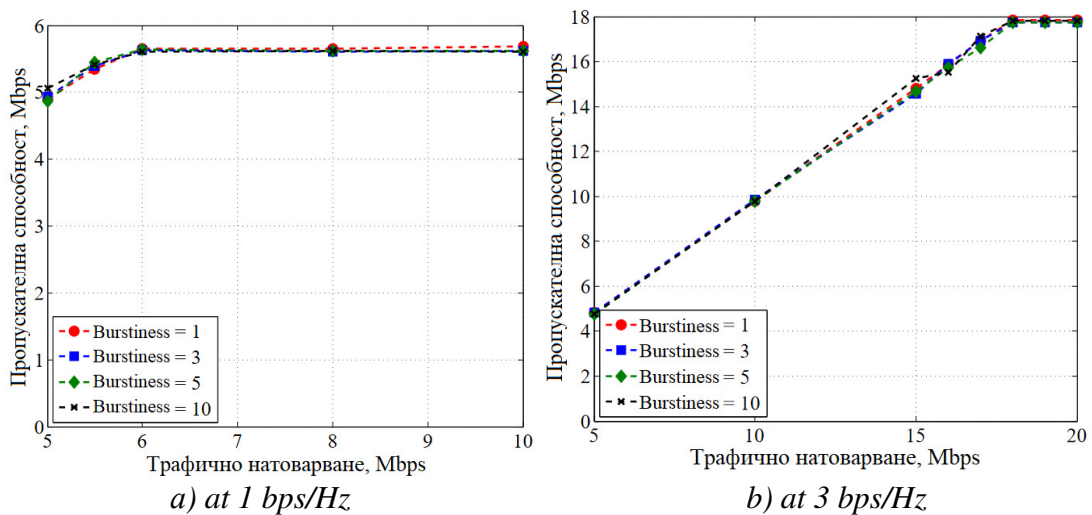 6
5
4
3
2
1
0
Пропускателна способност, Mbps
Burstiness = 1
Burstiness = 3
Burstiness = 5
Burstiness = 10
5
6
7
8
9
10
Трафично натоварване, Mbps
a) at 1 bps/Hz
18
16
14
12
10
8
6
4
2
0
Пропускателна способност, Mbps
Burstiness = 1
Burstiness = 3
Burstiness = 5
Burstiness = 10
5
10
15
20
Трафично натоварване, Mbps
b) at 3 bps/Hz